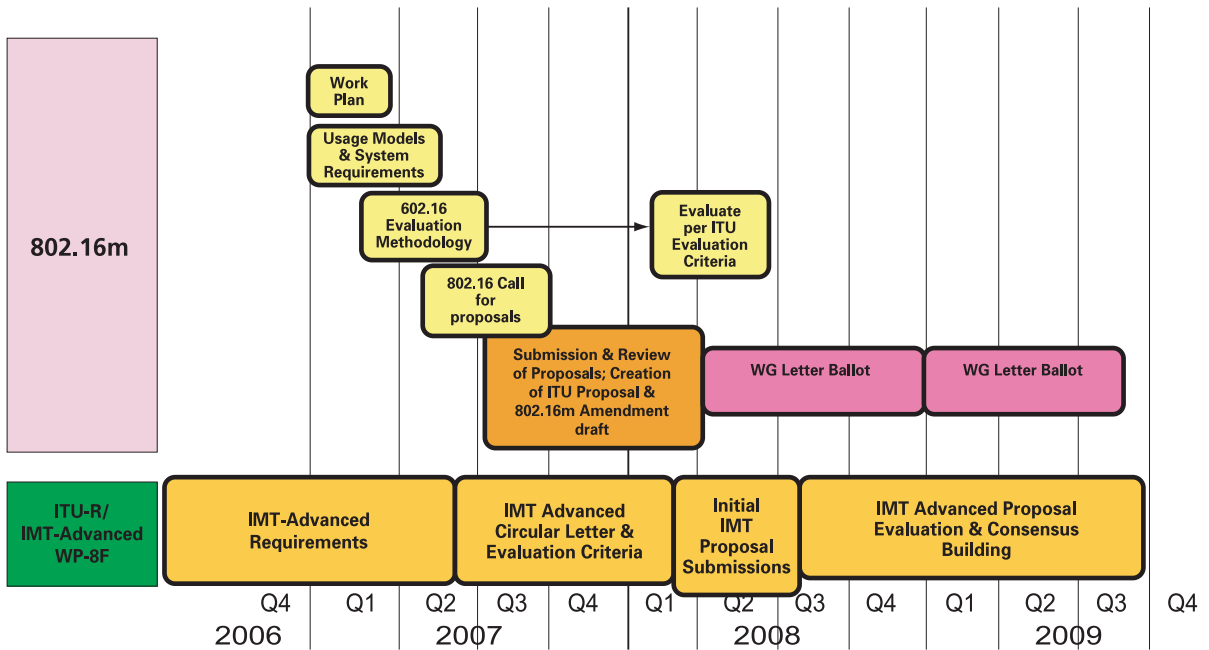 802.16m
Work
Plan
Usage Models
& System
Requirements
602.16
Evaluation
Methodology
Evaluate
per ITU
Evaluation
Criteria
802.16 Call
for
proposals
Submission & Review
of Proposals; Creation
of ITU Proposal &
802.16m Amendment
draft
WG Letter Ballot
WG Letter Ballot
ITU-R/
IMT-Advanced
WP-8F
IMT-Advanced
Requirements
IMT Advanced
Circular Letter &
Evaluation Criteria
Initial
IMT
Proposal
Submissions
IMT Advanced Proposal
Evaluation & Consensus
Building
Q4 Q1 Q2 Q3 Q4 Q1 Q2 Q3 Q4 Q1 Q2 Q3 Q4
2006 2007 2008 2009